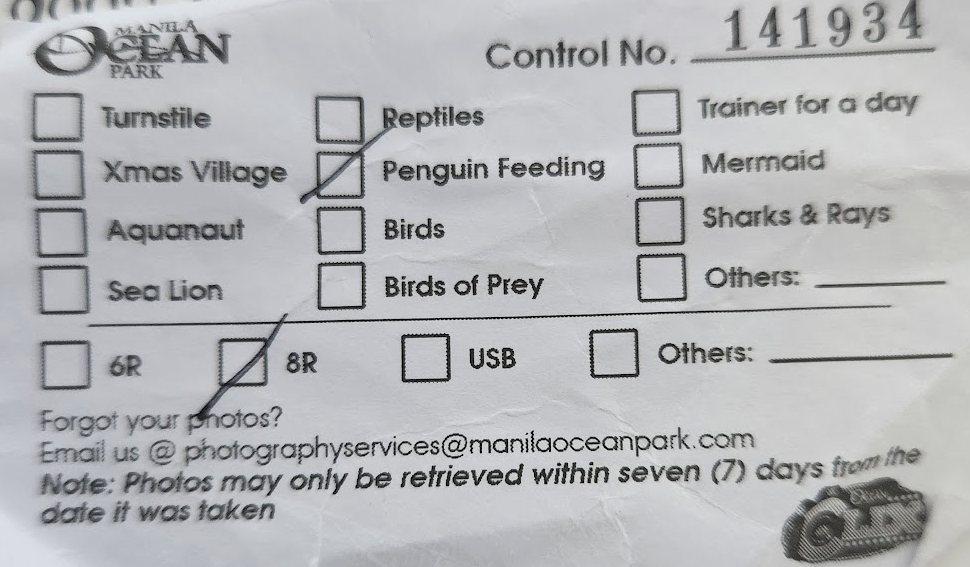 MANILA
OCEAN
PARK
Control No. 141934
Turnstile
Reptiles
Trainer for a day
Xmas Village
Penguin Feeding
Mermaid
Aquanaut
Birds
Sharks & Rays
Sea Lion
Birds of Prey
Others:
6R
8R
USB
Others:
Forgot your photos?
Email us @ photographyservices@manilaoceanpark.com
Note: Photos may only be retrieved within seven (7) days from the
date it was taken